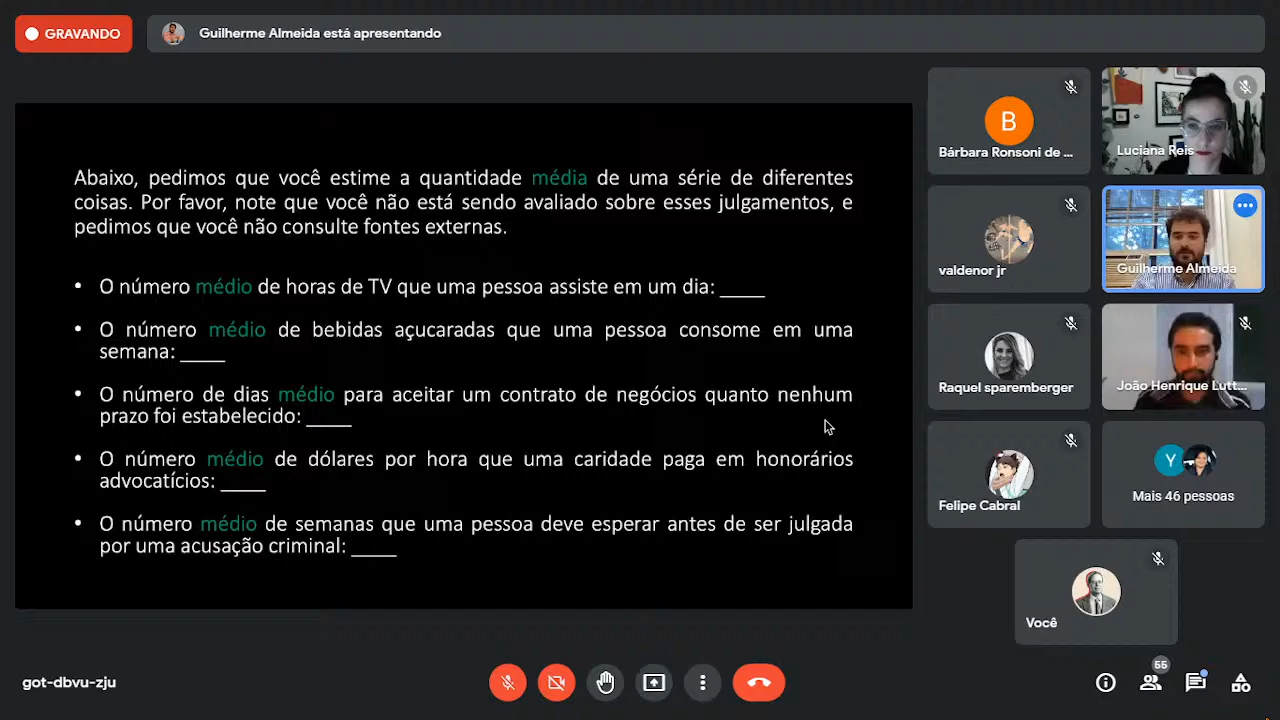 GRAVANDO
Guilherme Almeida está apresentando
Abaixo, pedimos que você estime a quantidade média de uma série de diferentes
coisas. Por favor, note que você não está sendo avaliado sobre esses julgamentos, e
pedimos que você não consulte fontes externas.
• O número médio de horas de TV que uma pessoa assiste em um dia: ____
• O número médio de bebidas açucaradas que uma pessoa consome em uma
semana: ____
• O número de dias médio para aceitar um contrato de negócios quanto nenhum
prazo foi estabelecido: ____
• O número médio de dólares por hora que uma caridade paga em honorários
advocatícios: ____
• O número médio de semanas que uma pessoa deve esperar antes de ser julgada
por uma acusação criminal: ____
B
Bárbara Ronsoni de ...
Luciana Reis
valdenor jr
Guilherme Almeida
Raquel sparemberger
João Henrique Lutt...
Felipe Cabral
Y
Mais 46 pessoas
Você
got-dbvu-zju
55